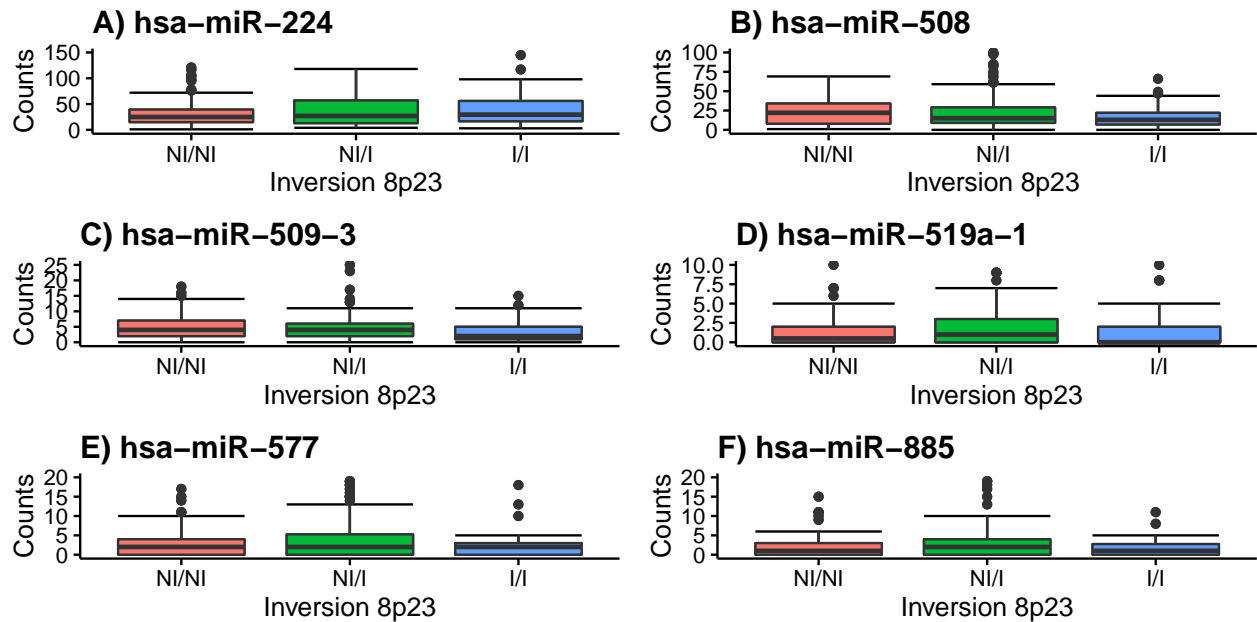 A) hsa−miR−224
Counts
150
100
50
0
NI/NI NI/I I/I
Inversion 8p23
B) hsa−miR−508
Counts
100
75
50
25
0
NI/NI NI/I I/I
Inversion 8p23
C) hsa−miR−509−3
Counts
25
20
15
10
5
0
NI/NI NI/I I/I
Inversion 8p23
D) hsa−miR−519a−1
Counts
10.0
7.5
5.0
2.5
0.0
NI/NI NI/I I/I
Inversion 8p23
E) hsa−miR−577
Counts
20
15
10
5
0
NI/NI NI/I I/I
Inversion 8p23
F) hsa−miR−885
Counts
20
15
10
5
0
NI/NI NI/I I/I
Inversion 8p23